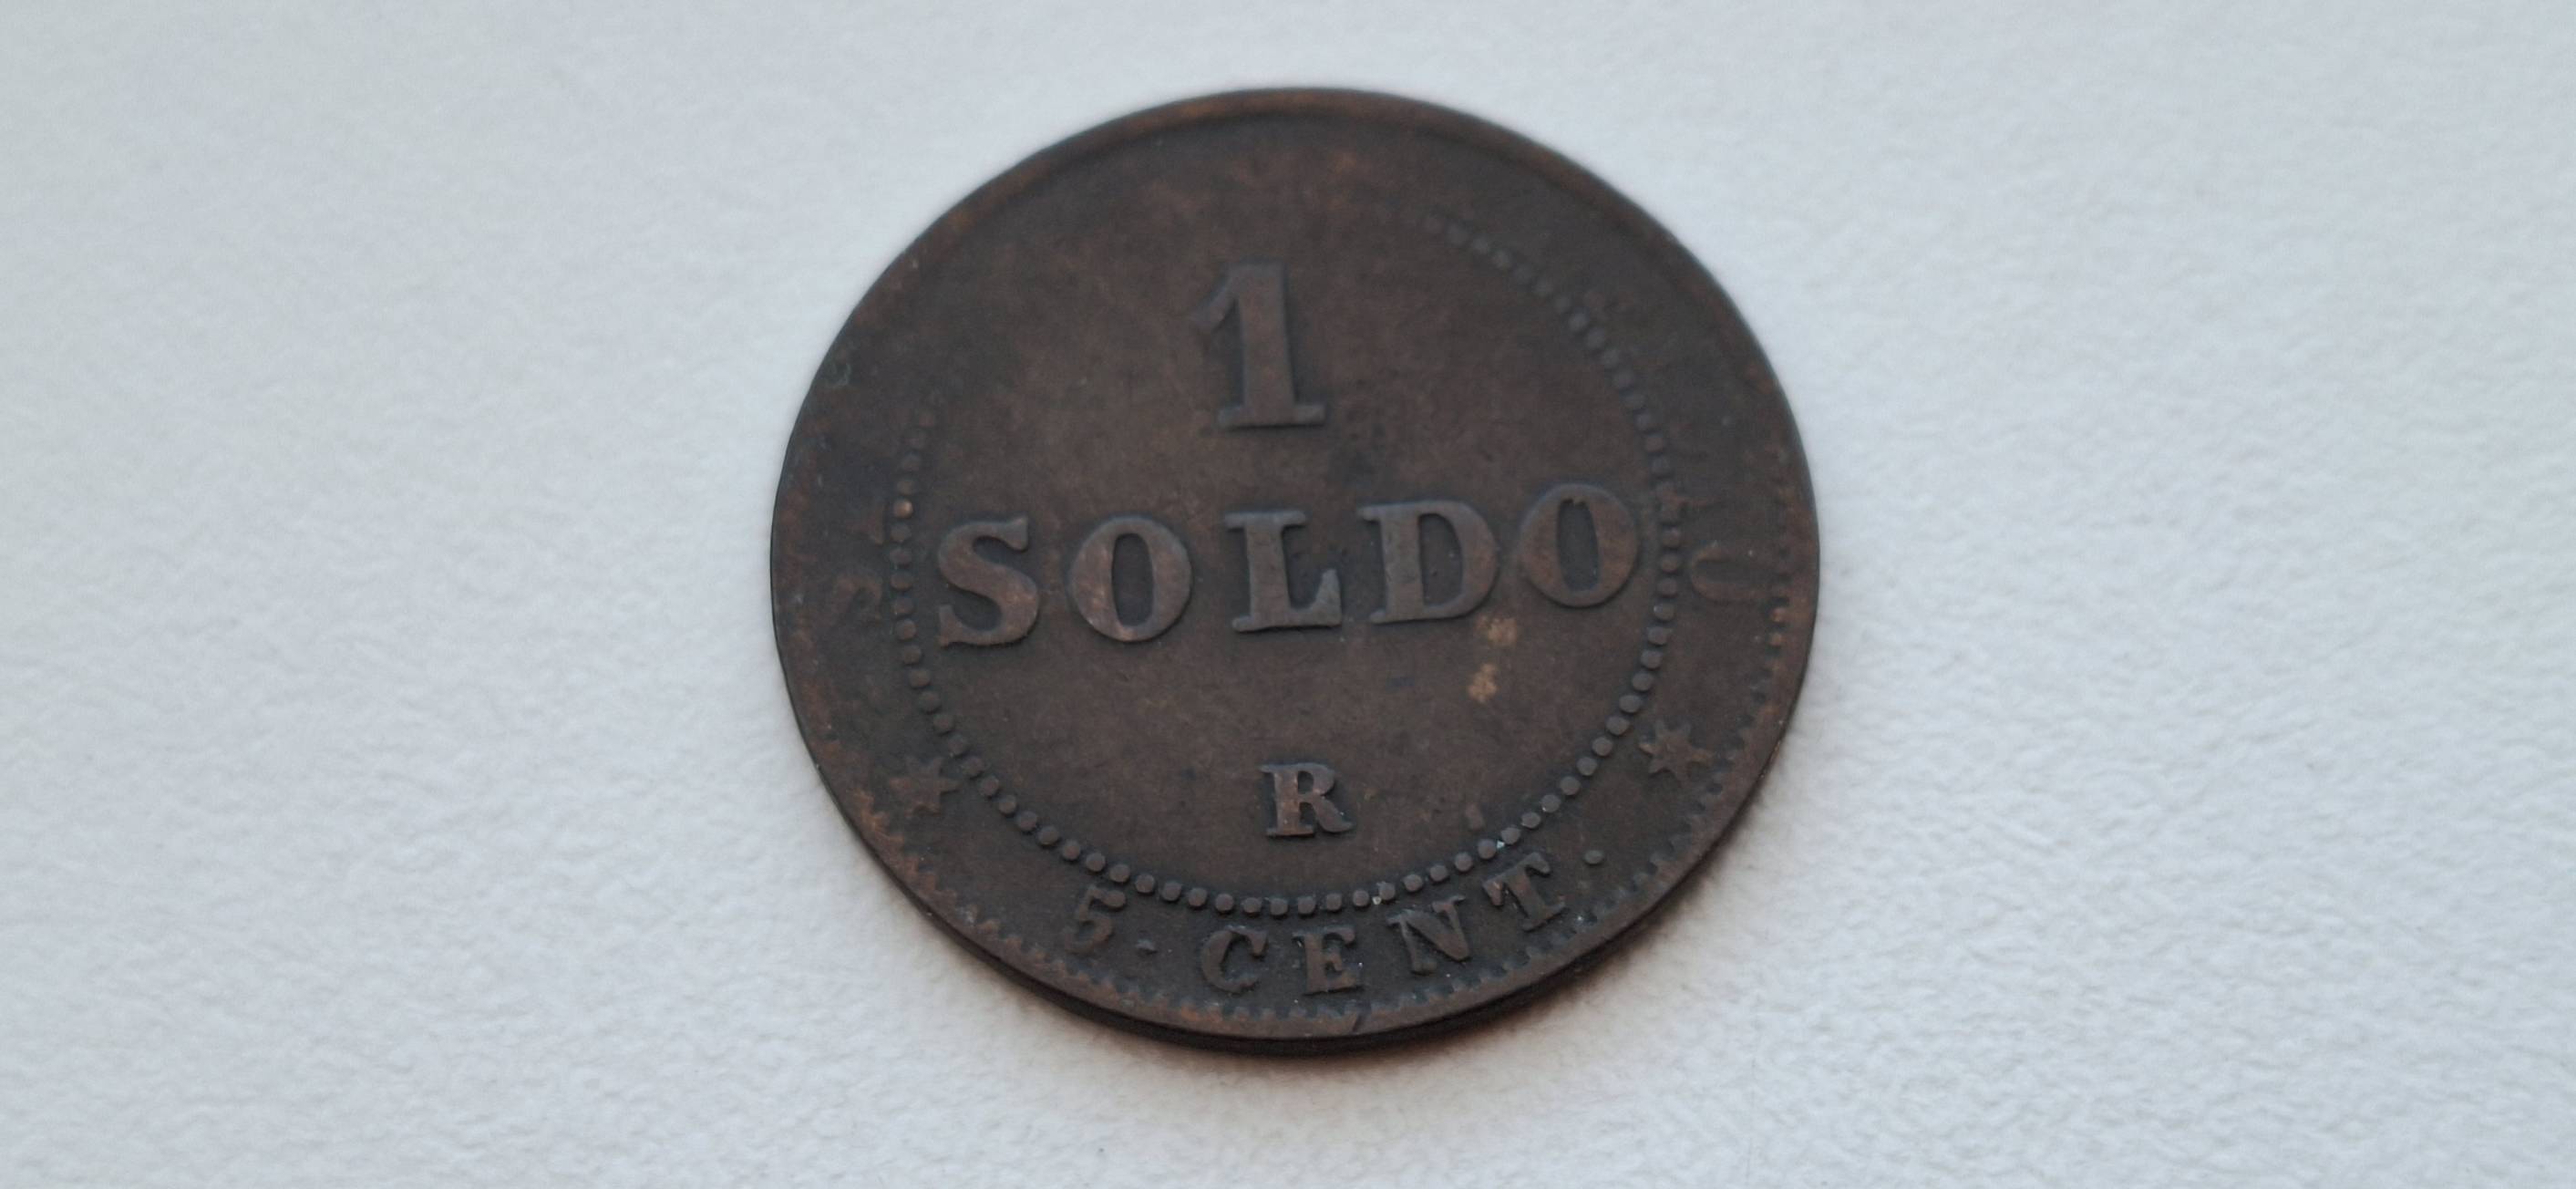 1
SOLDO
R
5 · CENT ·